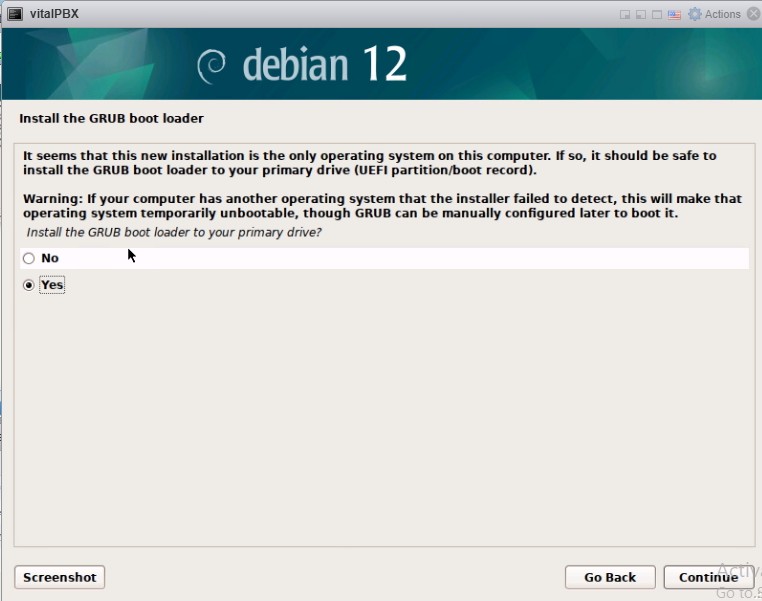 vitalPBX
Actions
debian 12
Install the GRUB boot loader
It seems that this new installation is the only operating system on this computer. If so, it should be safe to
install the GRUB boot loader to your primary drive (UEFI partition/boot record).
Warning: If your computer has another operating system that the installer failed to detect, this will make that
operating system temporarily unbootable, though GRUB can be manually configured later to boot it.
Install the GRUB boot loader to your primary drive?
No
Yes
Screenshot
Go Back
Continue
Activ
Go to